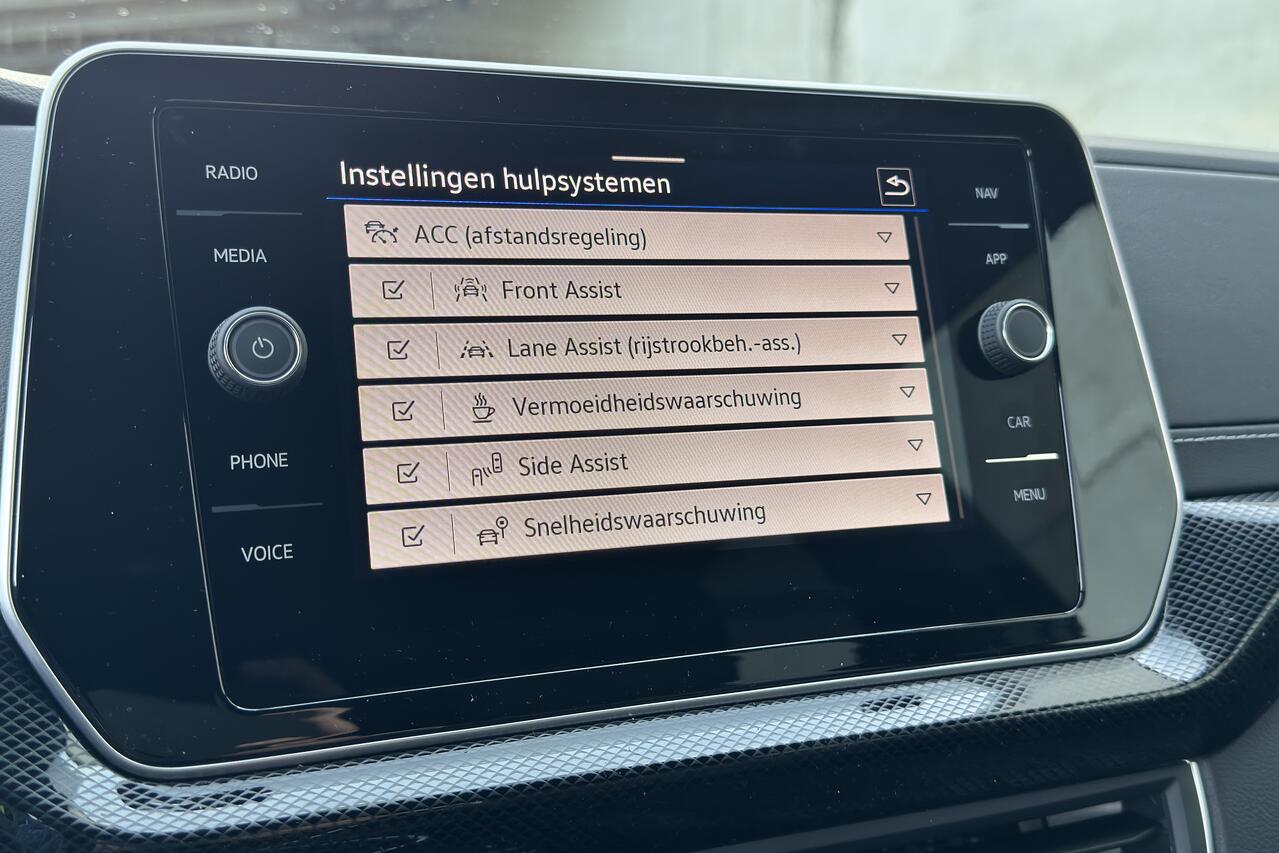 RADIO
MEDIA
PHONE
VOICE
Instellingen hulpsystemen
ACC (afstandsregeling)
Front Assist
Lane Assist (rijstrookbeh.-ass.)
Vermoeidheidswaarschuwing
Side Assist
Snelheidswaarschuwing
NAV
APP
CAR
MENU